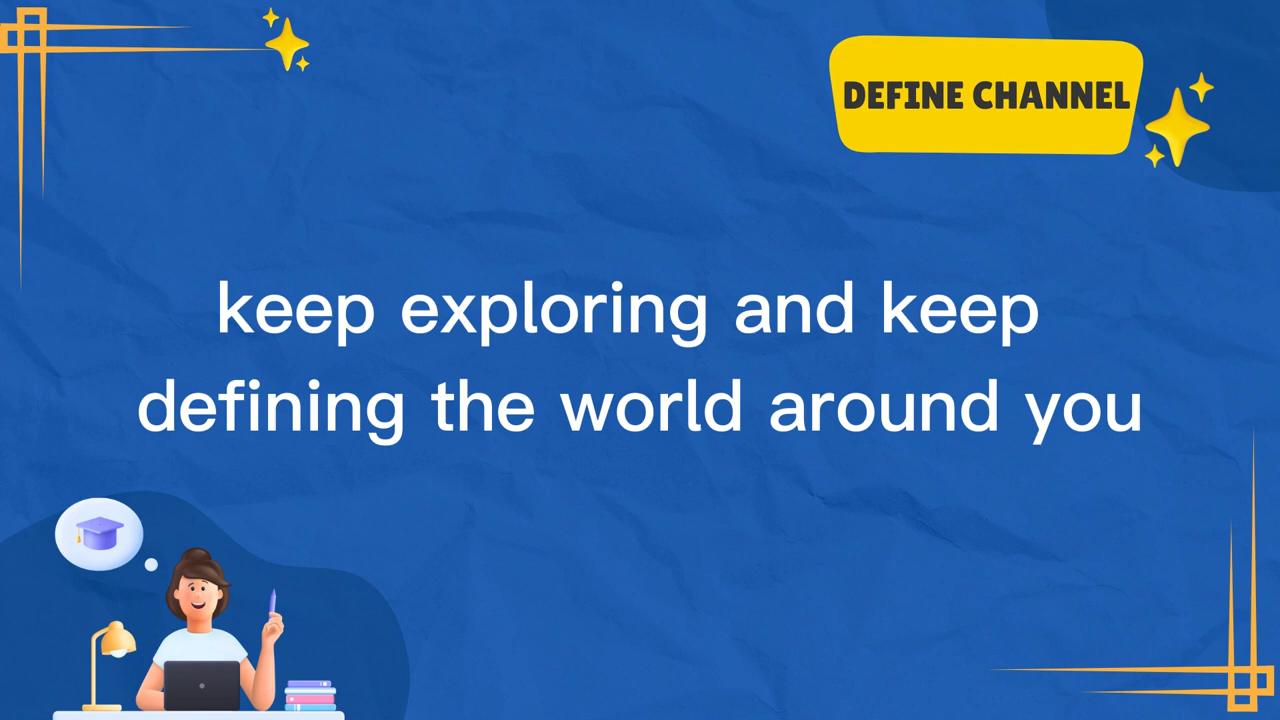 DEFINE CHANNEL
keep exploring and keep
defining the world around you